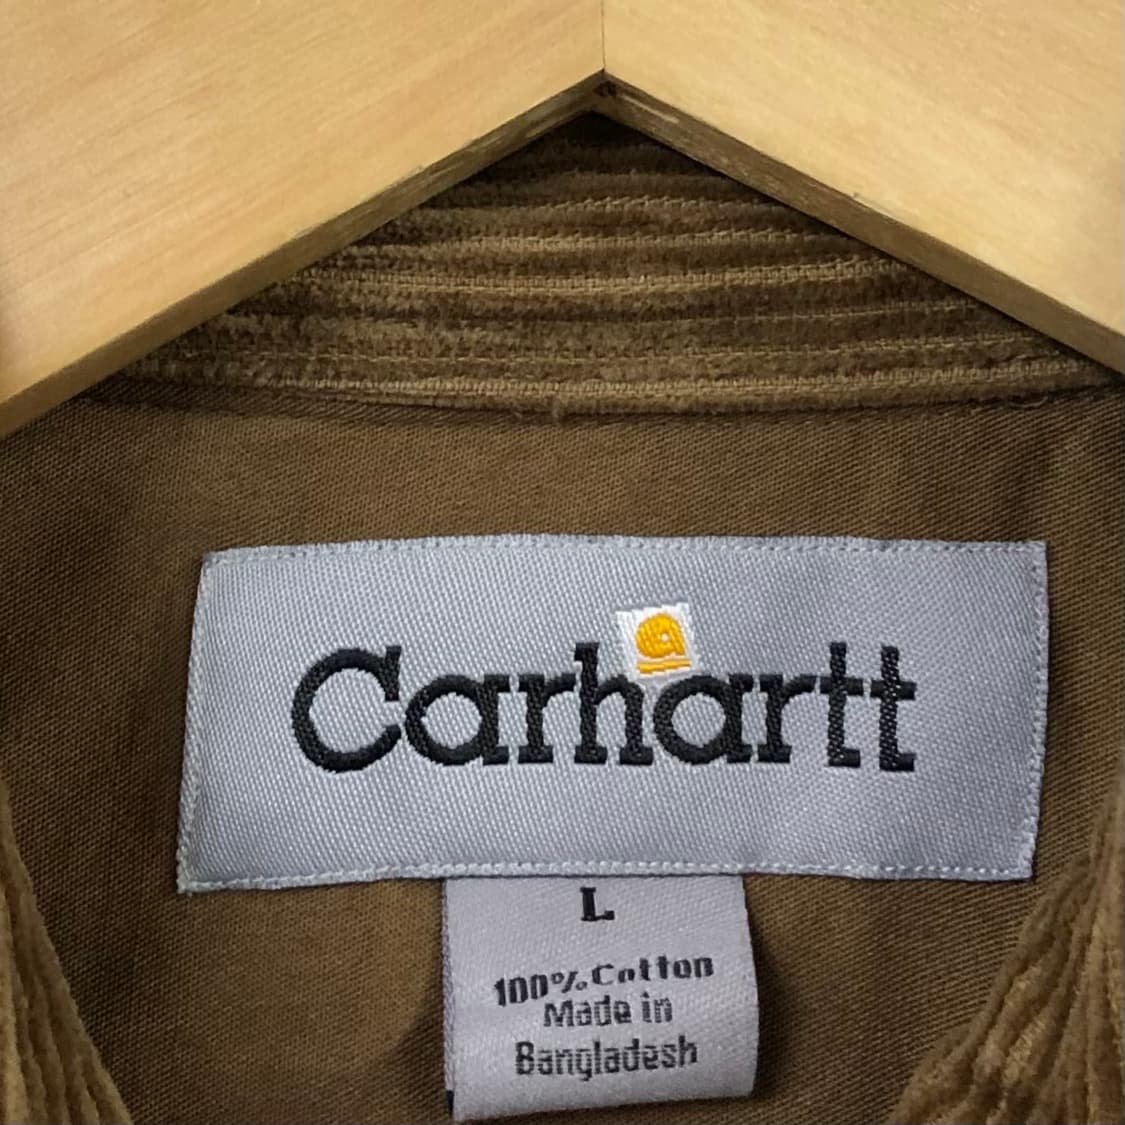 Carhartt
L
100% Cotton
Made in
Bangladesh